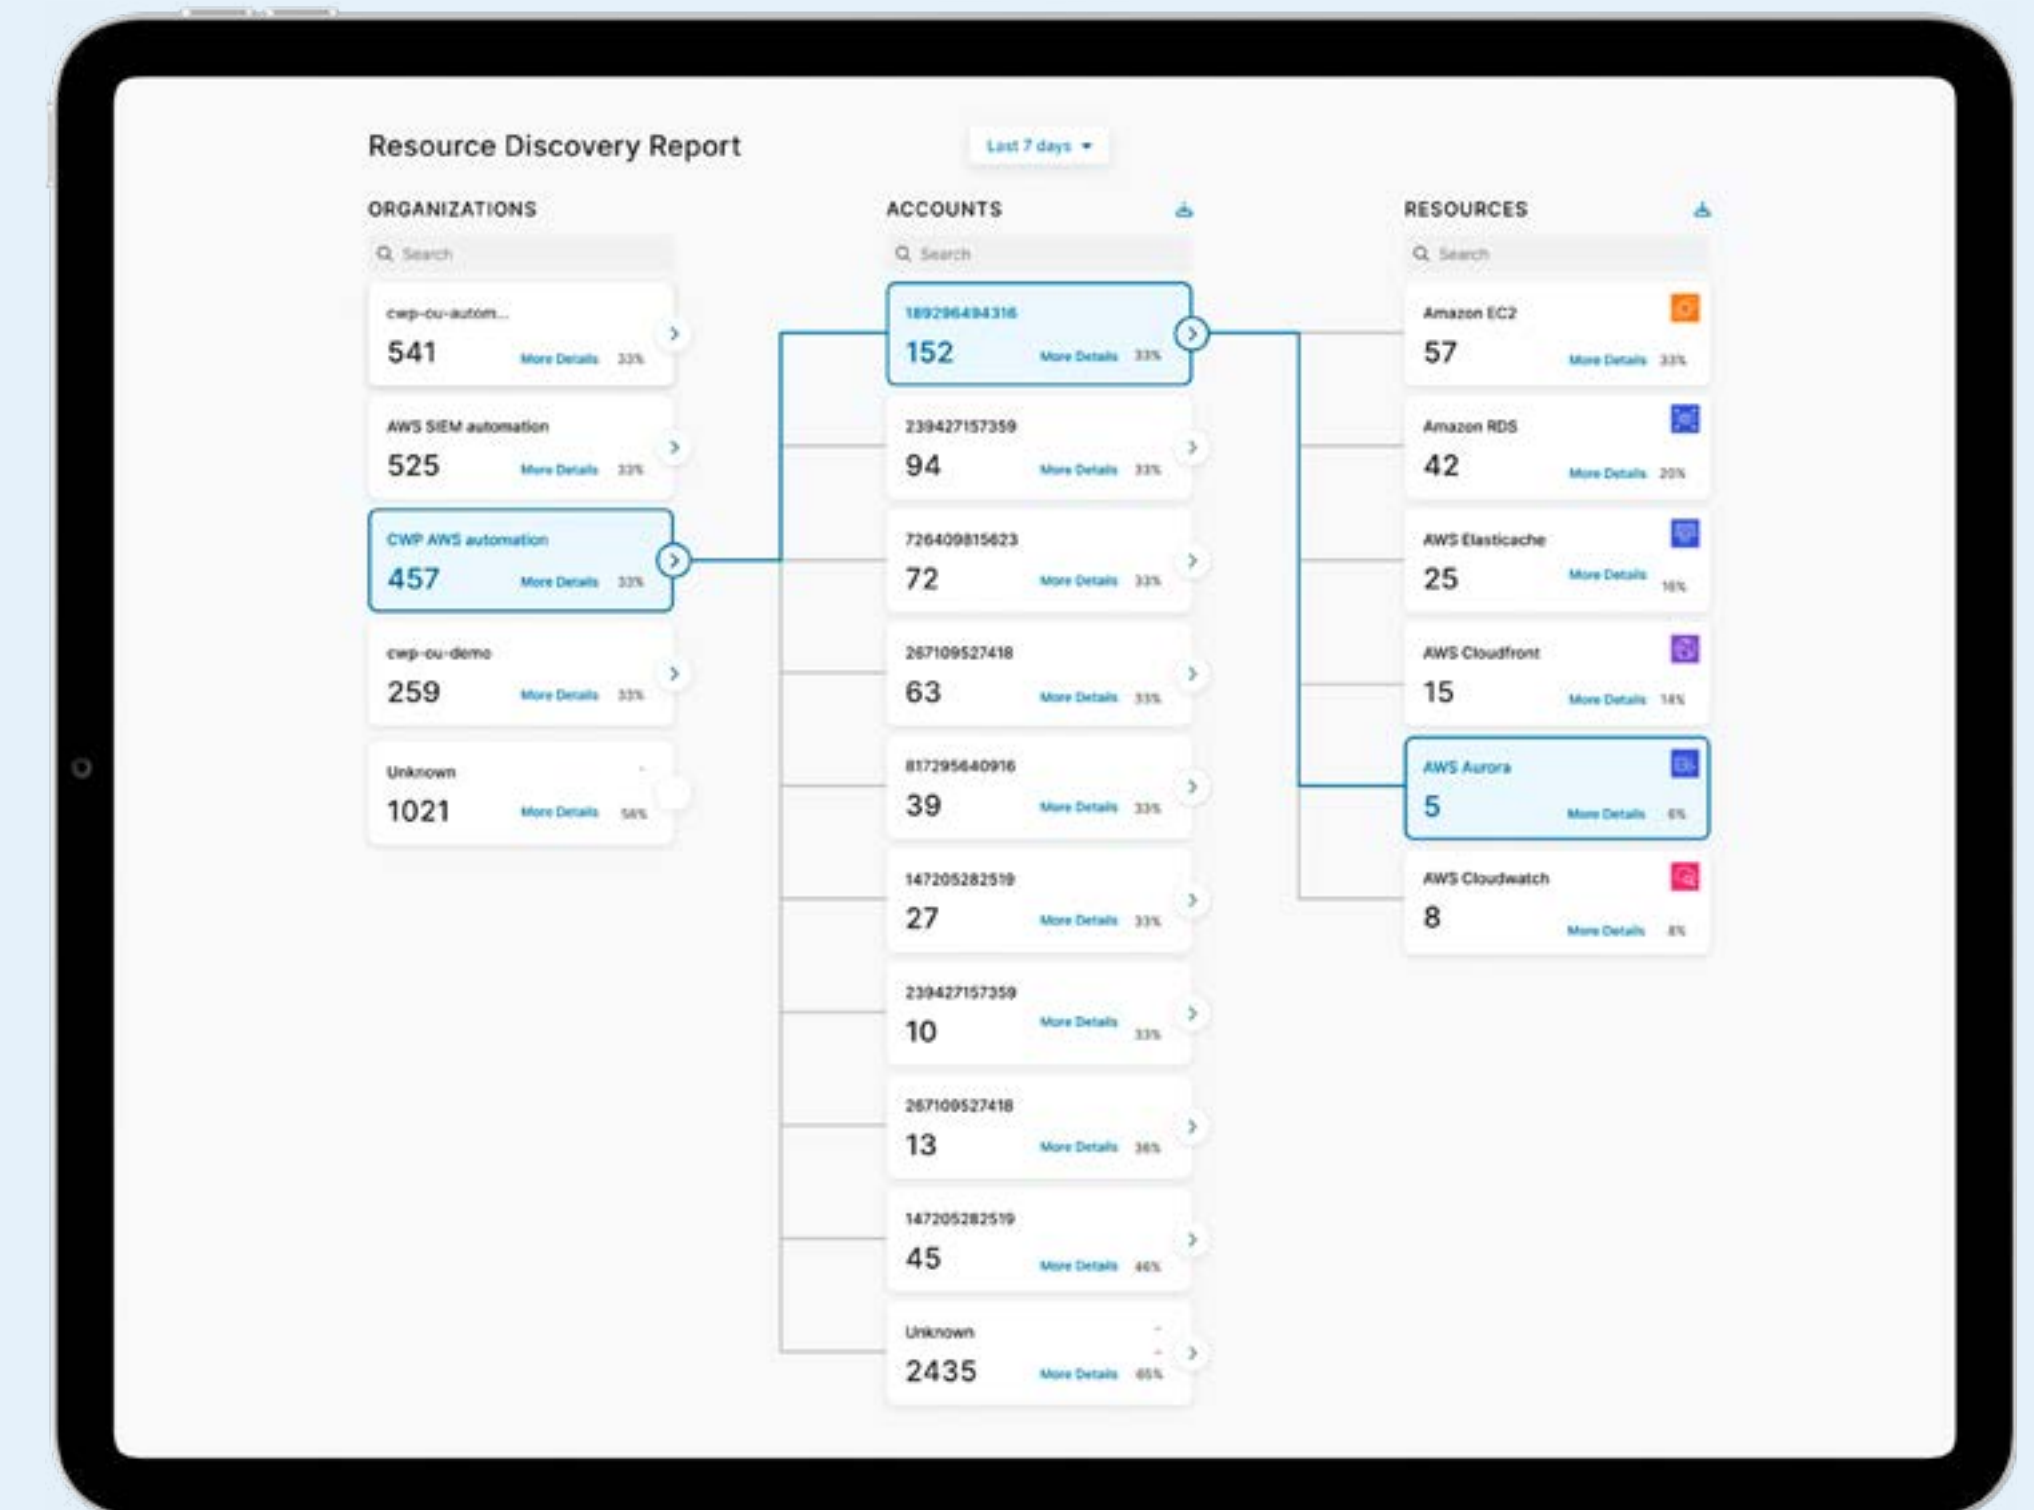 Resource Discovery Report
Last 7 days
ORGANIZATIONS
Search
cwp-ou-autom...
541 More Details 33%
AWS SIEM automation
525 More Details 33%
CWP AWS automation
457 More Details 33%
cwp-ou-demo
259 More Details 33%
Unknown -
1021 More Details 56%
ACCOUNTS
Search
189296494316
152 More Details 33%
239427157359
94 More Details 33%
726409815623
72 More Details 33%
267109527418
63 More Details 33%
817295640916
39 More Details 33%
147205282519
27 More Details 33%
239427157359
10 More Details 33%
267109527418
13 More Details 36%
147205282519
45 More Details 46%
Unknown -
-
2435 More Details 65%
RESOURCES
Search
Amazon EC2
57 More Details 33%
Amazon RDS
42 More Details 20%
AWS Elasticache
25 More Details 16%
AWS Cloudfront
15 More Details 14%
AWS Aurora
5 More Details 6%
AWS Cloudwatch
8 More Details 8%